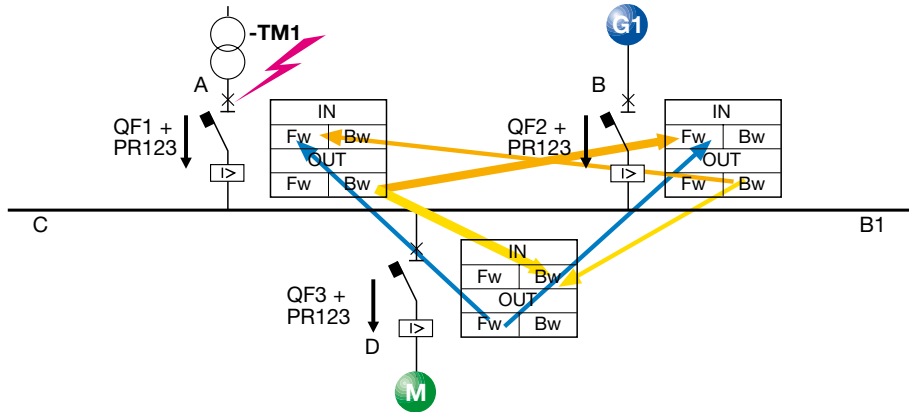 -TM1
G1
A
B
QF1 +
PR123
I>
IN
Fw Bw
OUT
Fw Bw
QF2 +
PR123
I>
IN
Fw Bw
OUT
Fw Bw
C
B1
QF3 +
PR123
I>
D
IN
Fw Bw
OUT
Fw Bw
M